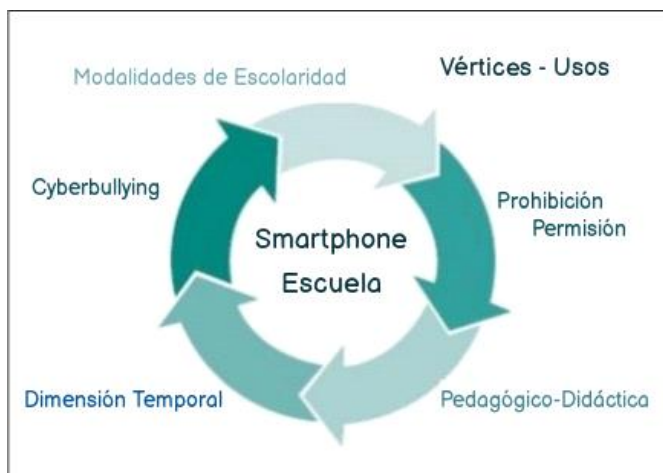 Modalidades de Escolaridad
Vértices - Usos
Cyberbullying
Prohibición
Permisión
Smartphone
Escuela
Dimensión Temporal
Pedagógico-Didáctica